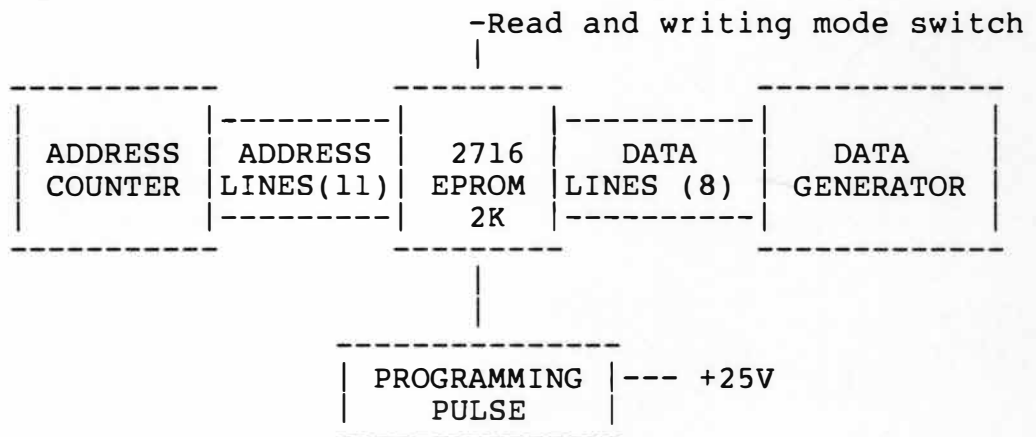 -Read and writing mode switch
ADDRESS ADDRESS 2716 DATA DATA
COUNTER LINES(11) EPROM LINES (8) GENERATOR
2K
PROGRAMMING --- +25V
PULSE